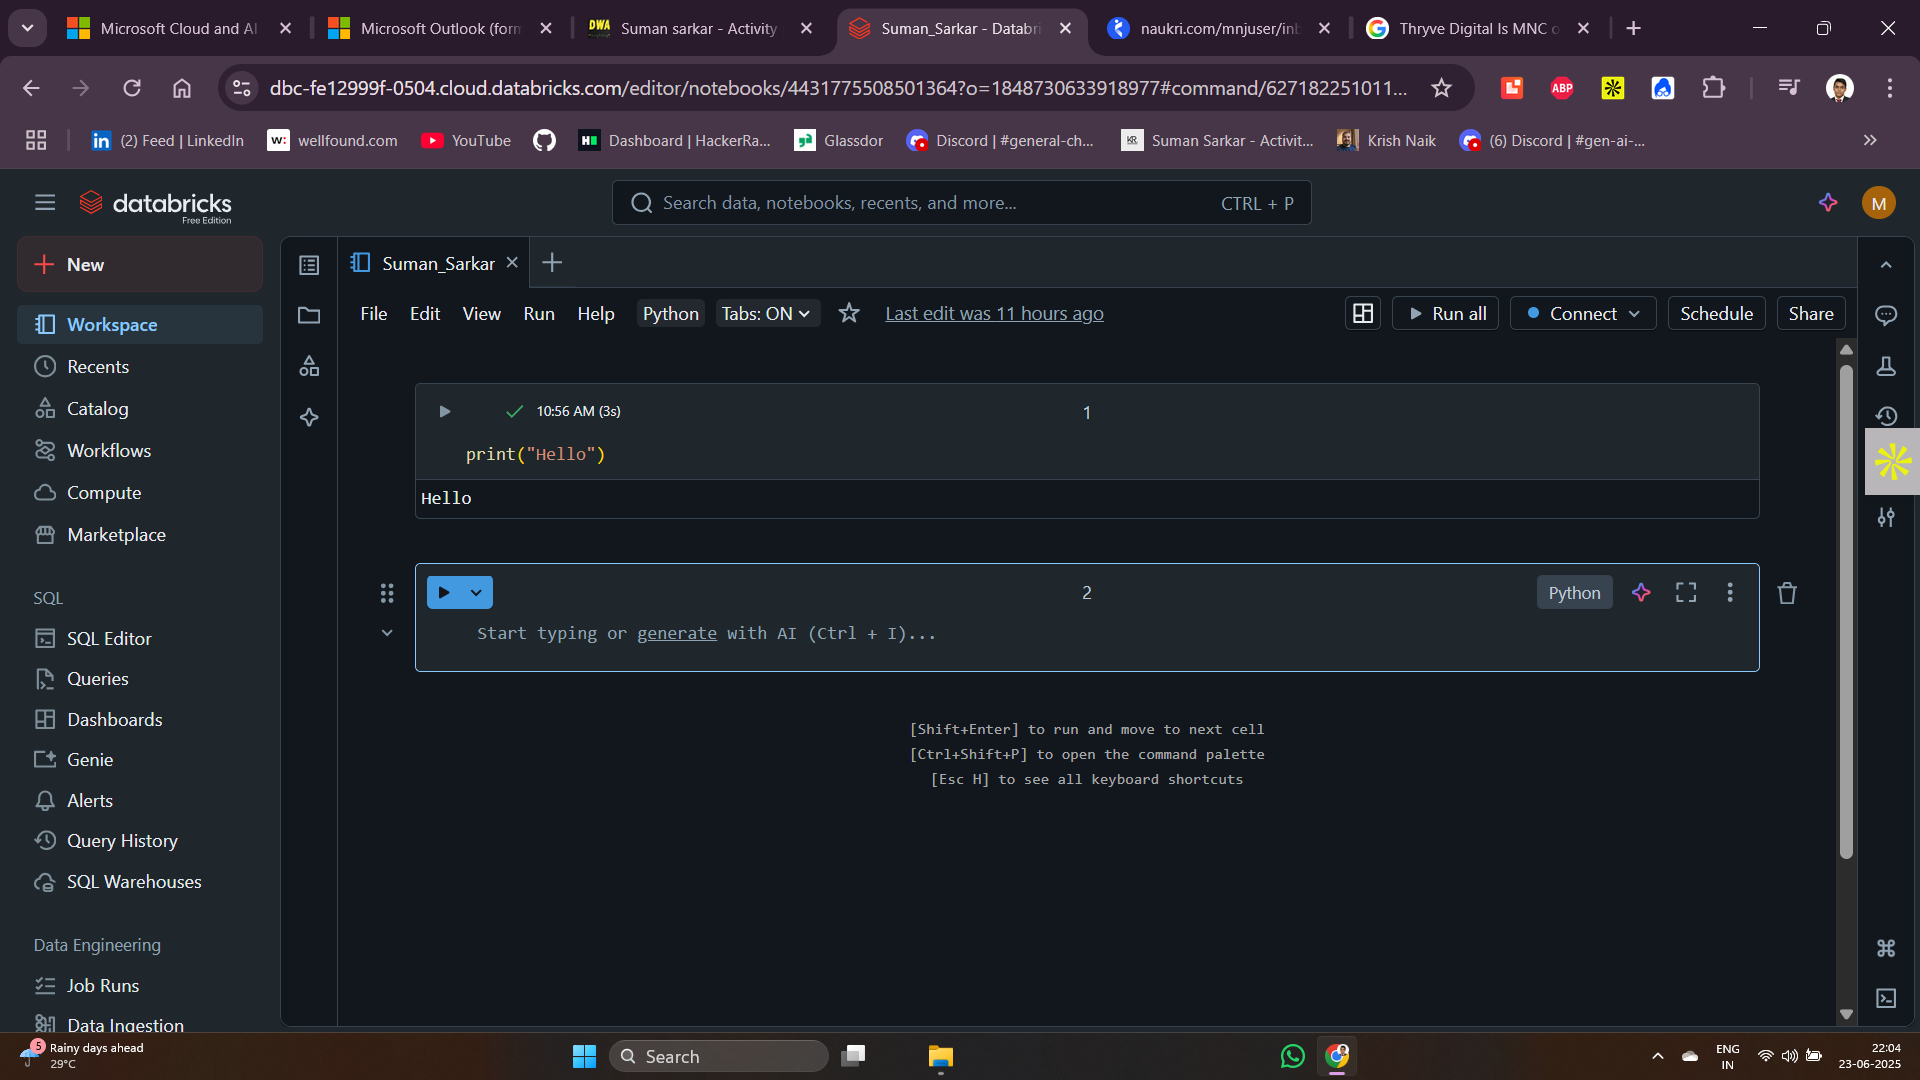 Microsoft Cloud and AI
Microsoft Outlook (form
DWA
Suman sarkar - Activity
Suman_Sarkar - Databri
naukri.com/mnjuser/inb
Thryve Digital Is MNC o
dbc-fe12999f-0504.cloud.databricks.com/editor/notebooks/4431775508501364?o=1848730633918977#command/627182251011...
ABP
(2) Feed | LinkedIn
w:
wellfound.com
YouTube
Dashboard | HackerRa...
Glassdor
Discord | #general-ch...
KR
Suman Sarkar - Activit...
Krish Naik
(6) Discord | #gen-ai-...
databricks
Free Edition
Search data, notebooks, recents, and more...
CTRL + P
M
New
Workspace
Recents
Catalog
Workflows
Compute
Marketplace
SQL
SQL Editor
Queries
Dashboards
Genie
Alerts
Query History
SQL Warehouses
Data Engineering
Job Runs
Data Ingestion
Suman_Sarkar
File
Edit
View
Run
Help
Python
Tabs: ON
Last edit was 11 hours ago
Run all
Connect
Schedule
Share
10:56 AM (3s)
1
print("Hello")
Hello
2
Python
Start typing or generate with AI (Ctrl + I)...
[Shift+Enter] to run and move to next cell
[Ctrl+Shift+P] to open the command palette
[Esc H] to see all keyboard shortcuts
5
Rainy days ahead
29°C
Search
ENG
IN
22:04
23-06-2025